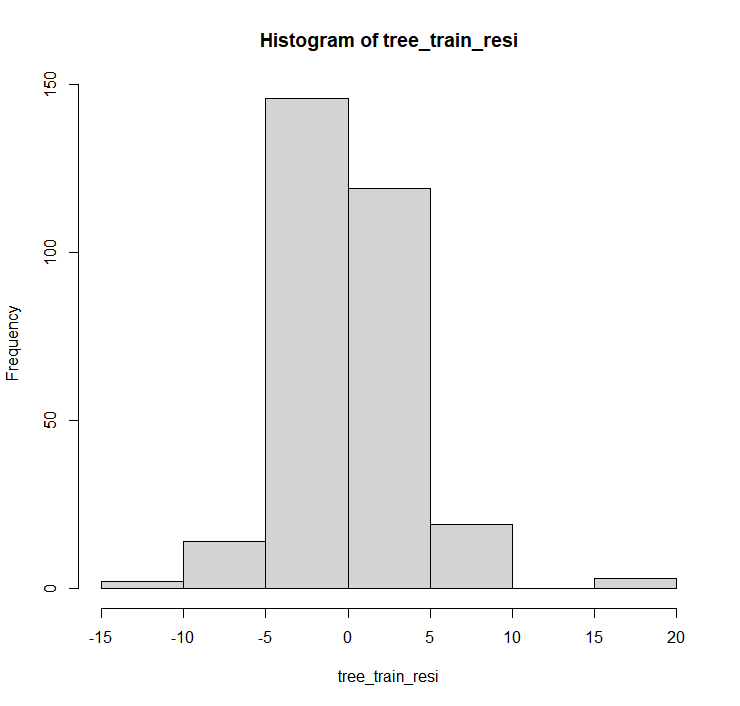 Histogram of tree_train_resi
150
100
50
0
Frequency
-15 -10 -5 0 5 10 15 20
tree_train_resi